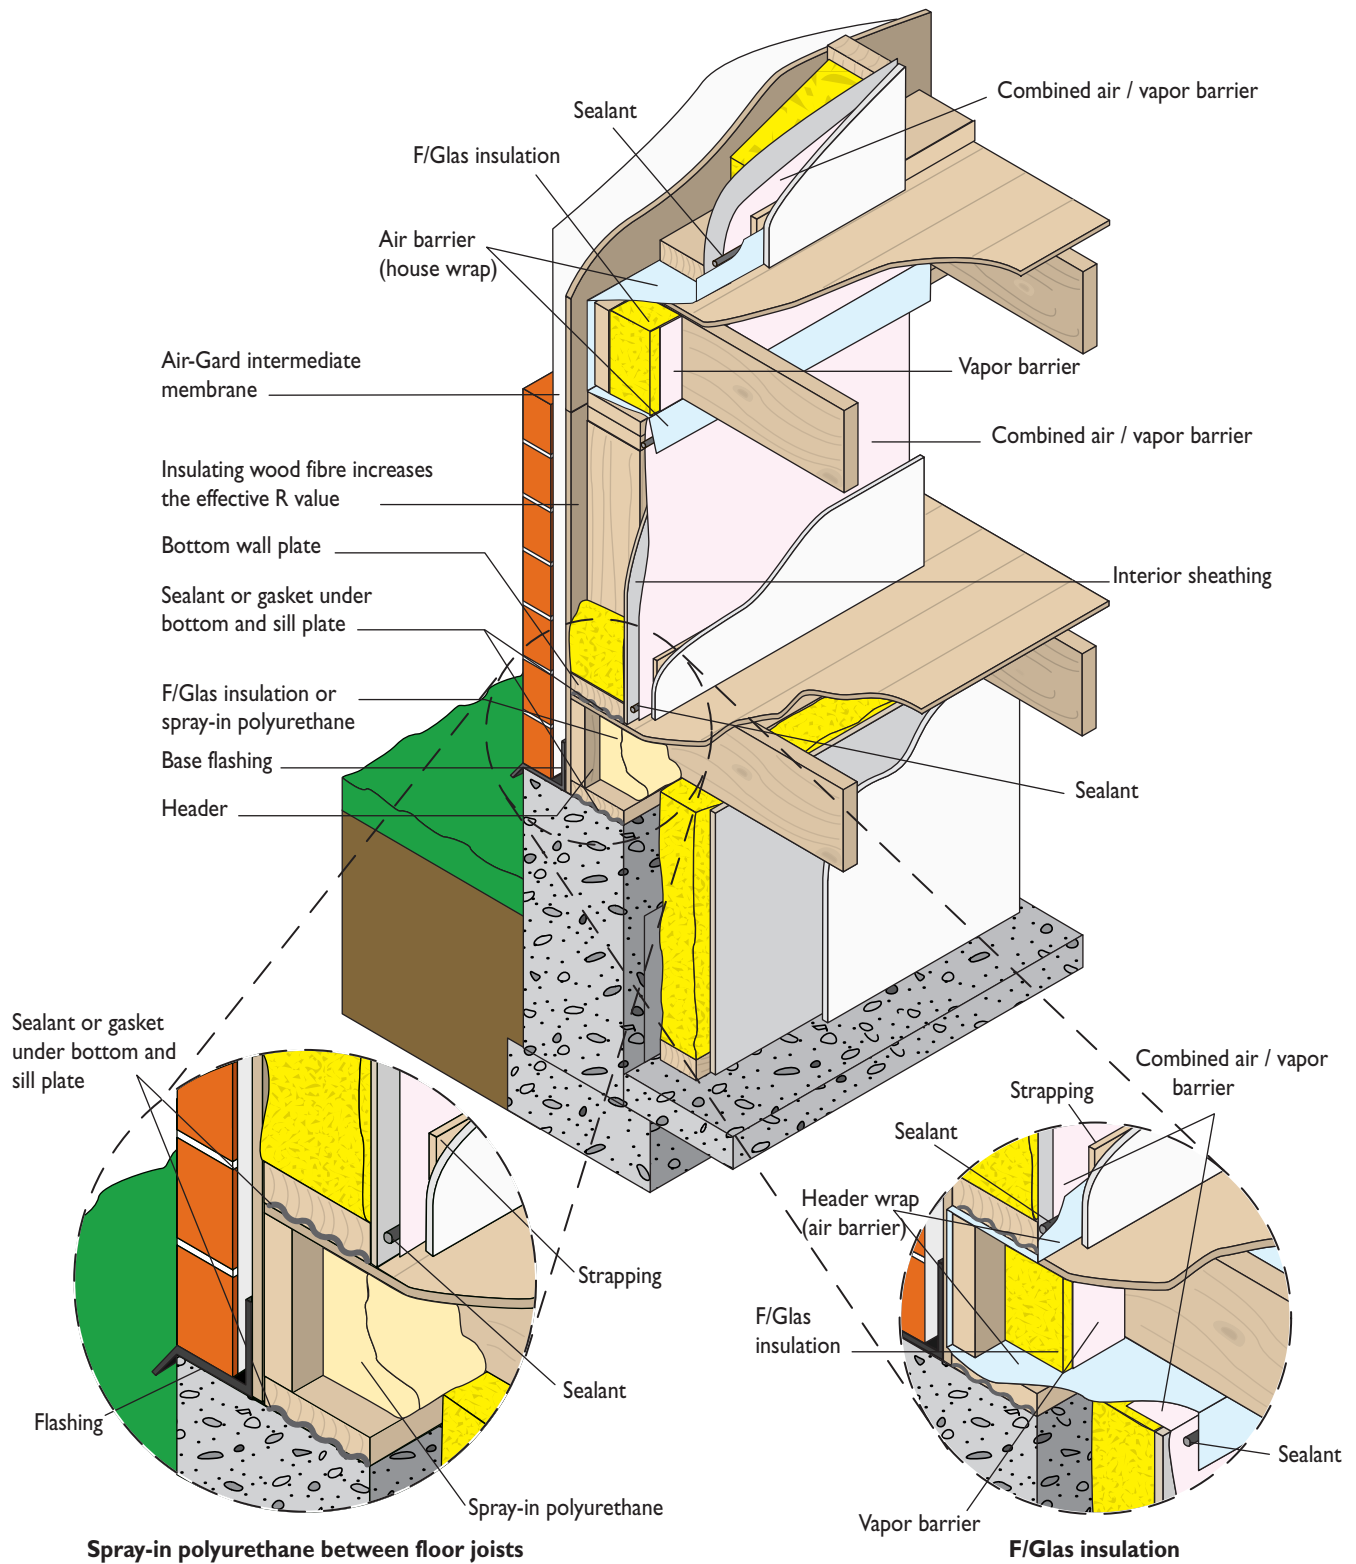 Combined air / vapor barrier
Sealant
F/Glas insulation
Air barrier
(house wrap)
Air-Gard intermediate
membrane
Vapor barrier
Combined air / vapor barrier
Insulating wood fibre increases
the effective R value
Bottom wall plate
Interior sheathing
Sealant or gasket under
bottom and sill plate
F/Glas insulation or
spray-in polyurethane
Base flashing
Sealant
Header
Sealant or gasket
under bottom and
sill plate
Strapping
Sealant
Flashing
Spray-in polyurethane
Spray-in polyurethane between floor joists
Combined air / vapor
barrier
Strapping
Sealant
Header wrap
(air barrier)
F/Glas
insulation
Sealant
Vapor barrier
F/Glas insulation